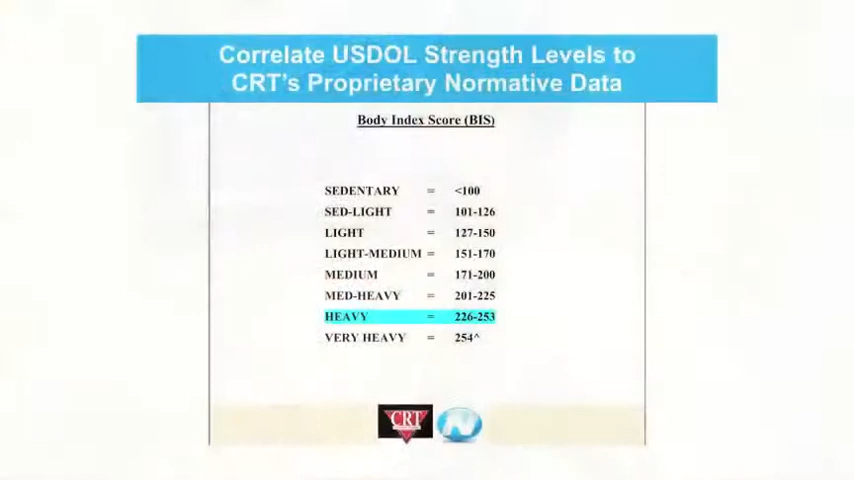 Correlate USDOL Strength Levels to
CRT's Proprietary Normative Data
Body Index Score (BIS)
SEDENTARY = <100
SED-LIGHT = 101-126
LIGHT = 127-150
LIGHT-MEDIUM = 151-170
MEDIUM = 171-200
MED-HEAVY = 201-225
HEAVY = 226-253
VERY HEAVY = 254^
CRT N